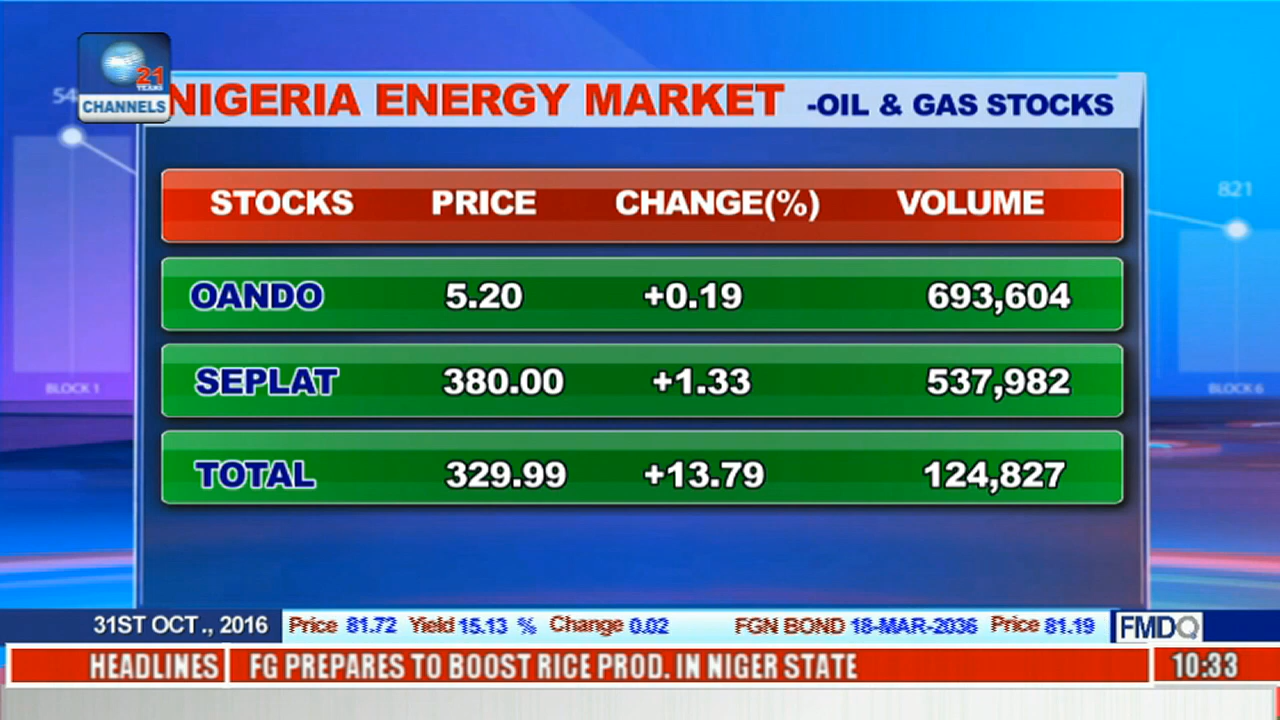 21
YEARS
CHANNELS
NIGERIA ENERGY MARKET -OIL & GAS STOCKS
54
821
STOCKS PRICE CHANGE(%) VOLUME
OANDO 5.20 +0.19 693,604
SEPLAT 380.00 +1.33 537,982
BLOCK 1
BLOCK 6
TOTAL 329.99 +13.79 124,827
31ST OCT., 2016 Price 81.72 Yield 15.13 % Change 0.02 FGN BOND 18-MAR-2036 Price 81.19 FMDQ
HEADLINES FG PREPARES TO BOOST RICE PROD. IN NIGER STATE 10:33